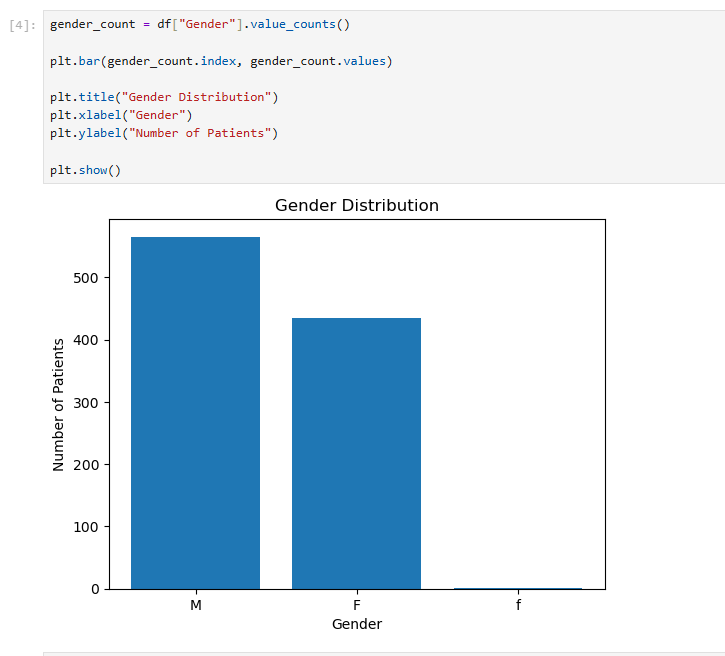 [4]:
gender_count = df["Gender"].value_counts()
plt.bar(gender_count.index, gender_count.values)
plt.title("Gender Distribution")
plt.xlabel("Gender")
plt.ylabel("Number of Patients")
plt.show()
Gender Distribution
Number of Patients
500
400
300
200
100
0
M F f
Gender